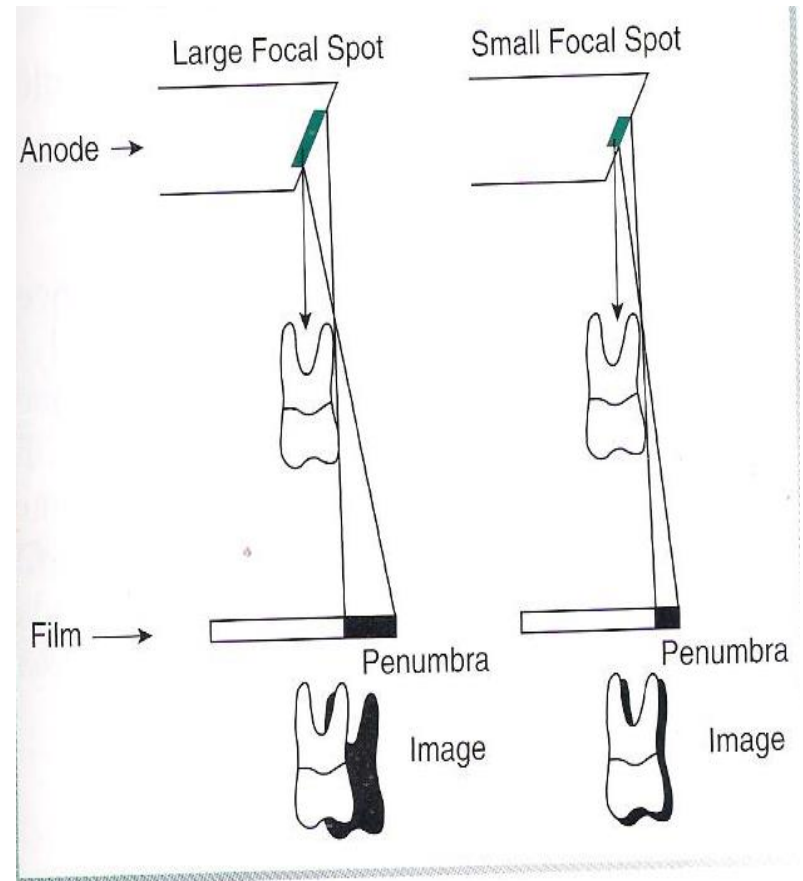 Large Focal Spot
Small Focal Spot
Anode
Film
Penumbra
Penumbra
Image
Image